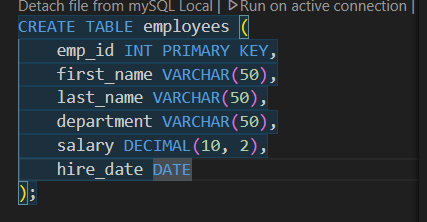 Detach file from mySQL Local | ▷Run on active connection |
CREATE TABLE employees (
    emp_id INT PRIMARY KEY,
    first_name VARCHAR(50),
    last_name VARCHAR(50),
    department VARCHAR(50),
    salary DECIMAL(10, 2),
    hire_date DATE
);